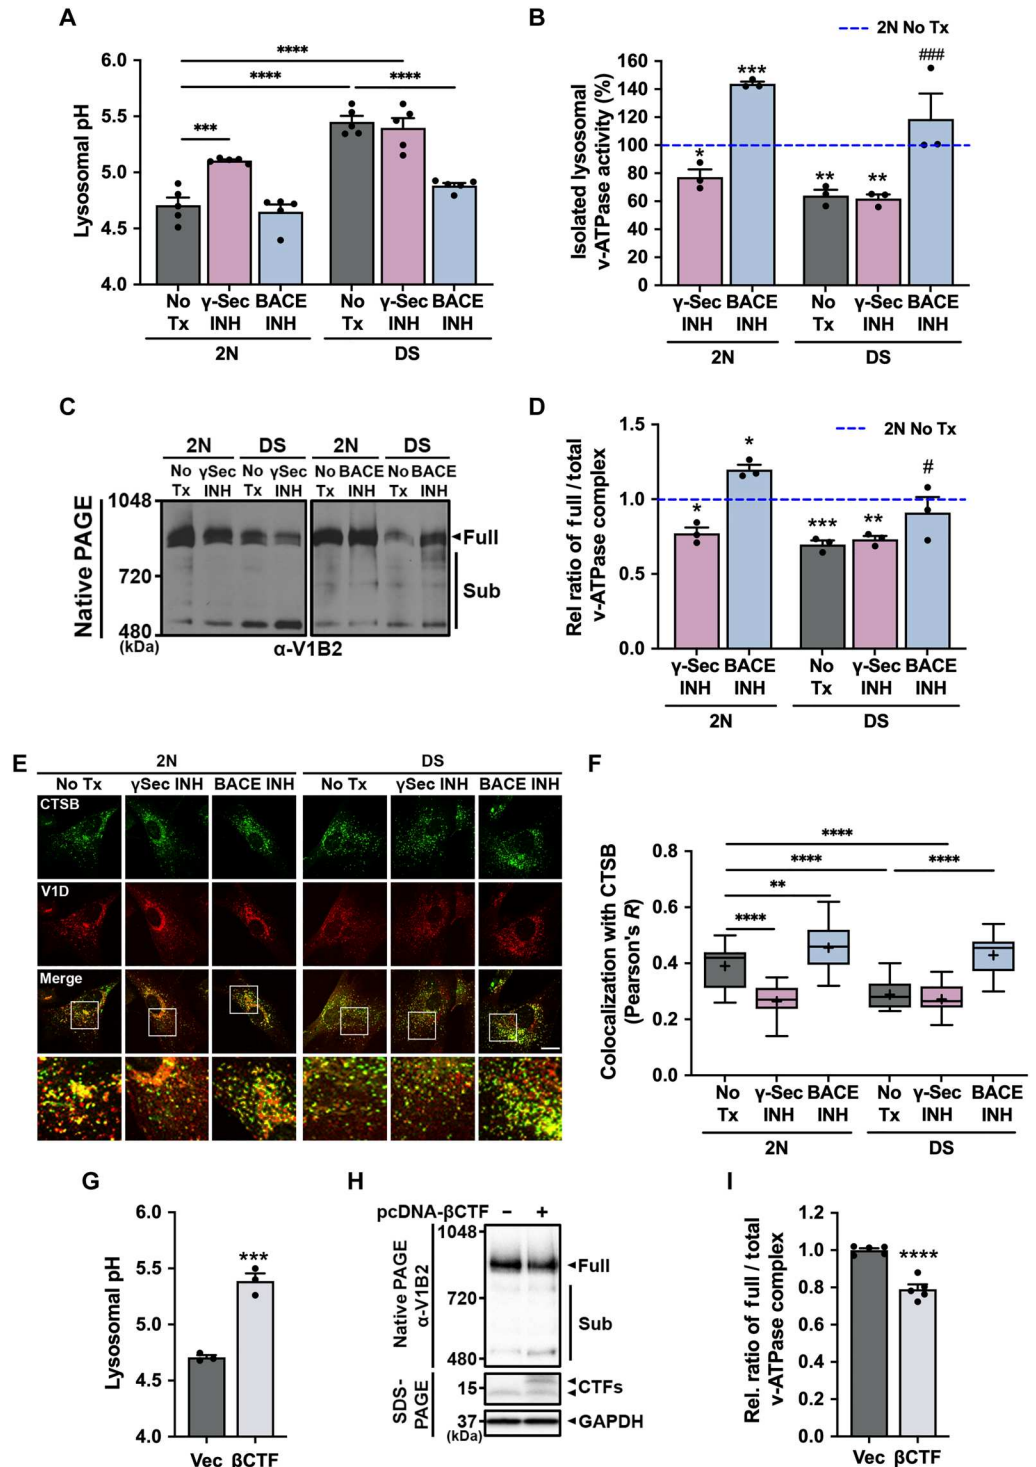 A
Lysosomal pH
6.0
5.5
5.0
4.5
4.0
****
****
****
***
No Tx
γ-Sec INH
BACE INH
No Tx
γ-Sec INH
BACE INH
2N
DS
B
2N No Tx
Isolated lysosomal
v-ATPase activity (%)
160
140
120
100
80
60
40
20
0
*
***
**
**
###
γ-Sec INH
BACE INH
No Tx
γ-Sec INH
BACE INH
2N
DS
C
2N
DS
2N
DS
No Tx
γSec INH
No Tx
γSec INH
No Tx
BACE INH
No Tx
BACE INH
Native PAGE
1048
720
480
(kDa)
Full
Sub
α-V1B2
D
2N No Tx
Rel ratio of full / total
v-ATPase complex
1.5
1.0
0.5
0.0
*
*
***
**
#
γ-Sec INH
BACE INH
No Tx
γ-Sec INH
BACE INH
2N
DS
E
2N
DS
No Tx
γSec INH
BACE INH
No Tx
γSec INH
BACE INH
CTSB
V1D
Merge
F
Colocalization with CTSB
(Pearson's R)
0.8
0.6
0.4
0.2
0.0
****
****
****
**
****
No Tx
γ-Sec INH
BACE INH
No Tx
γ-Sec INH
BACE INH
2N
DS
G
Lysosomal pH
6.0
5.5
5.0
4.5
4.0
***
Vec
βCTF
H
pcDNA-βCTF
− +
Native PAGE
α-V1B2
1048
720
480
Full
Sub
SDS-
PAGE
15
37
(kDa)
CTFs
GAPDH
I
Rel. ratio of full / total
v-ATPase complex
1.2
1.0
0.8
0.6
0.4
0.2
0.0
****
Vec
βCTF